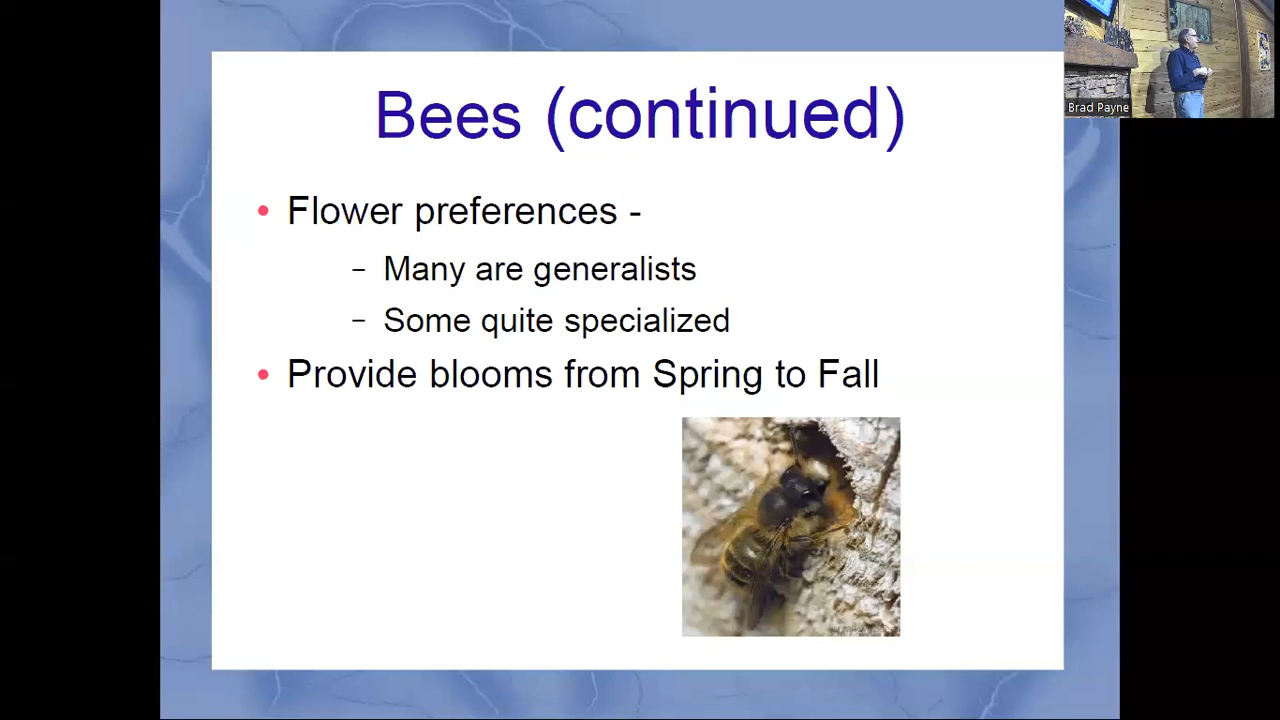 Bees (continued)
• Flower preferences -
– Many are generalists
– Some quite specialized
• Provide blooms from Spring to Fall
Brad Payne